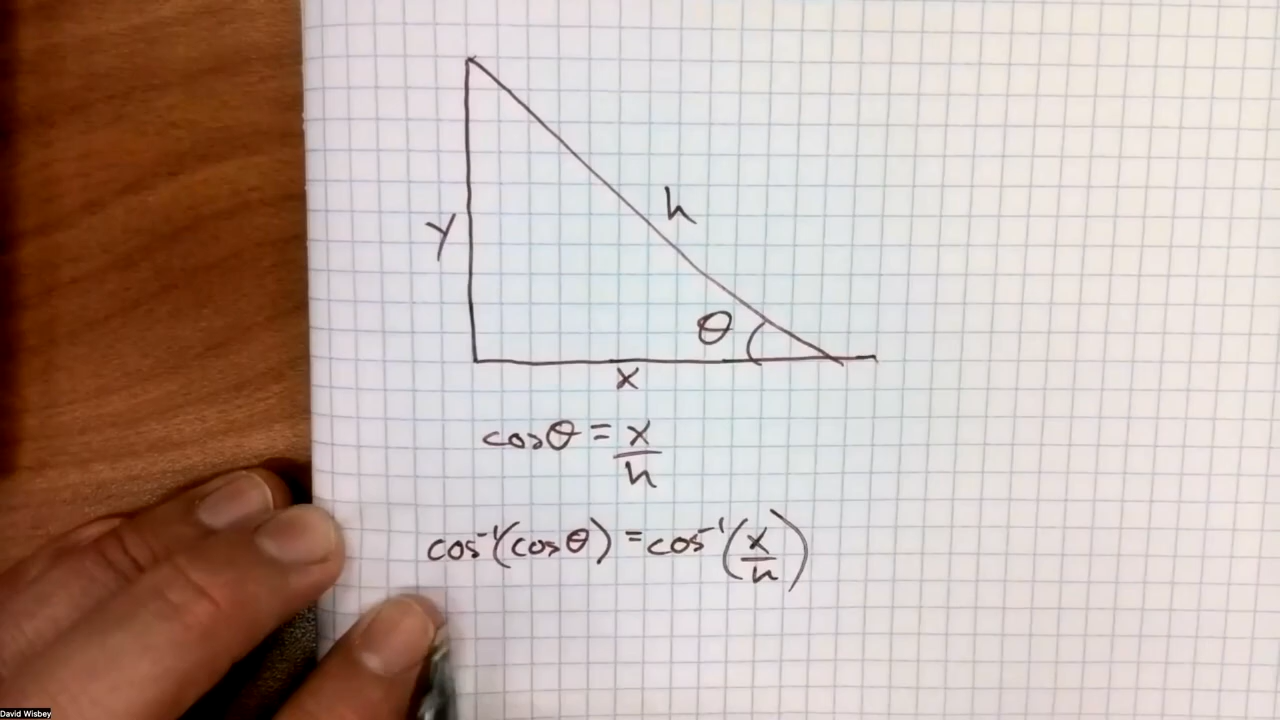 h
y
θ
x
cosθ = x/h
cos⁻¹(cosθ) = cos⁻¹(x/h)
David Wisbey